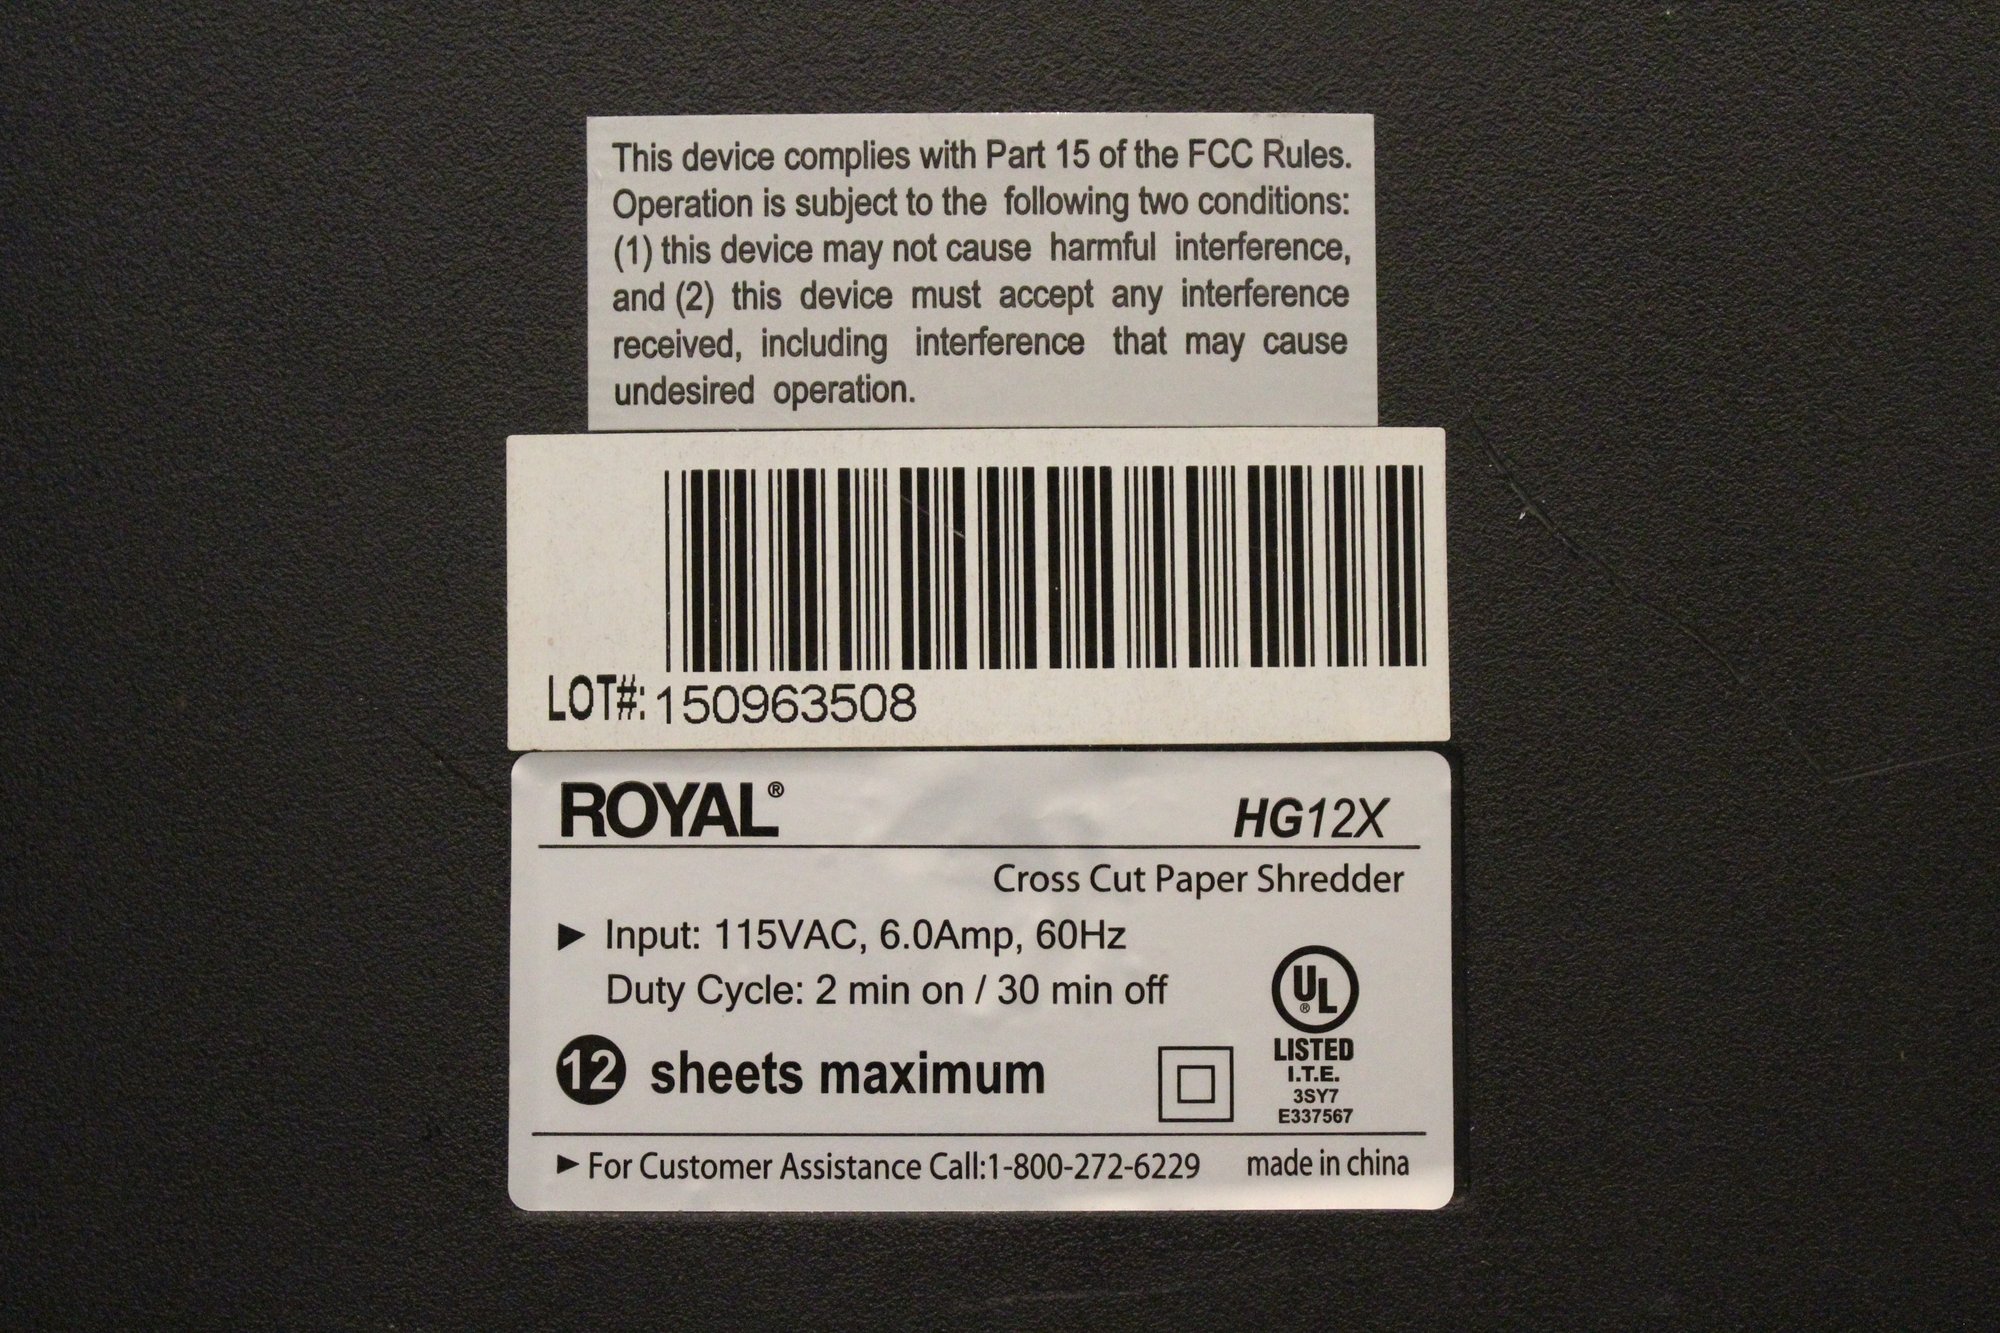 This device complies with Part 15 of the FCC Rules.
Operation is subject to the following two conditions:
(1) this device may not cause harmful interference,
and (2) this device must accept any interference
received, including interference that may cause
undesired operation.
LOT#: 150963508
ROYAL® HG12X
Cross Cut Paper Shredder
▶ Input: 115VAC, 6.0Amp, 60Hz
Duty Cycle: 2 min on / 30 min off
12 sheets maximum
UL ®
LISTED
I.T.E.
3SY7
E337567
▶ For Customer Assistance Call:1-800-272-6229 made in china